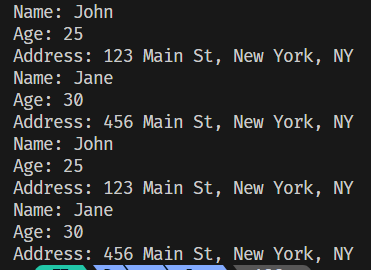 Name: John
Age: 25
Address: 123 Main St, New York, NY
Name: Jane
Age: 30
Address: 456 Main St, New York, NY
Name: John
Age: 25
Address: 123 Main St, New York, NY
Name: Jane
Age: 30
Address: 456 Main St, New York, NY